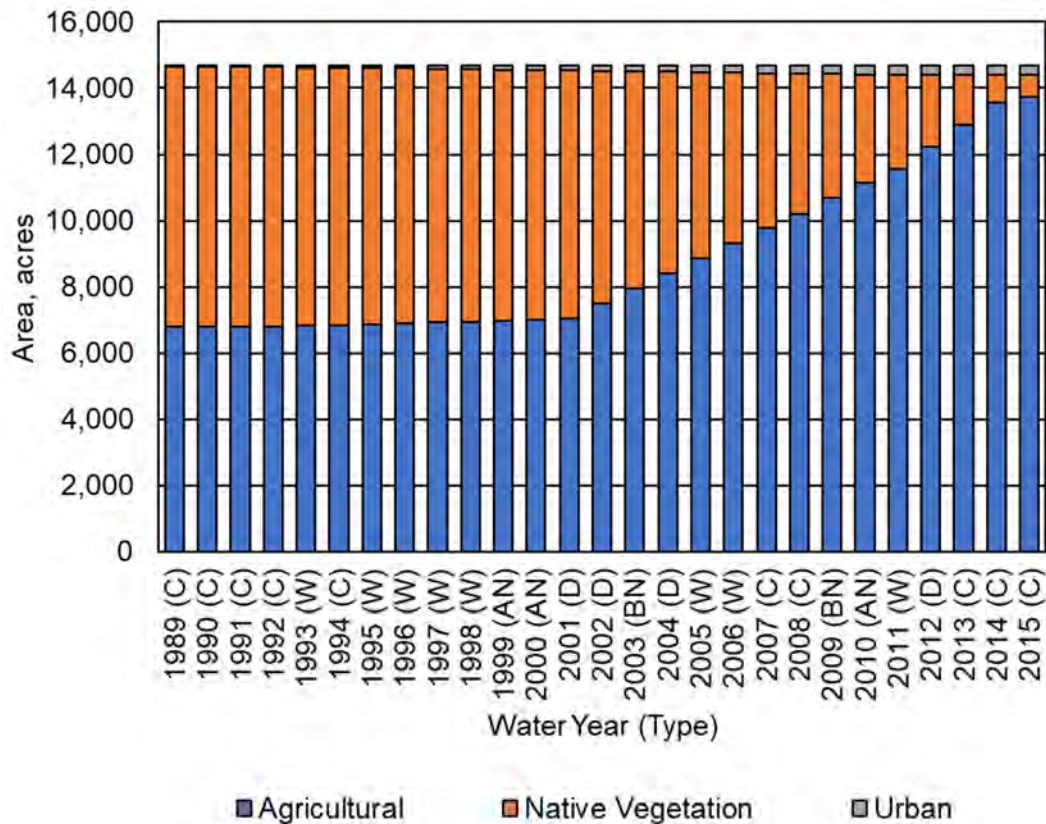 16,000
14,000
12,000
10,000
8,000
6,000
4,000
2,000
0
Area, acres
1989 (C)
1990 (C)
1991 (C)
1992 (C)
1993 (W)
1994 (C)
1995 (W)
1996 (W)
1997 (W)
1998 (W)
1999 (AN)
2000 (AN)
2001 (D)
2002 (D)
2003 (BN)
2004 (D)
2005 (W)
2006 (W)
2007 (C)
2008 (C)
2009 (BN)
2010 (AN)
2011 (W)
2012 (D)
2013 (C)
2014 (C)
2015 (C)
Water Year (Type)
Agricultural Native Vegetation Urban